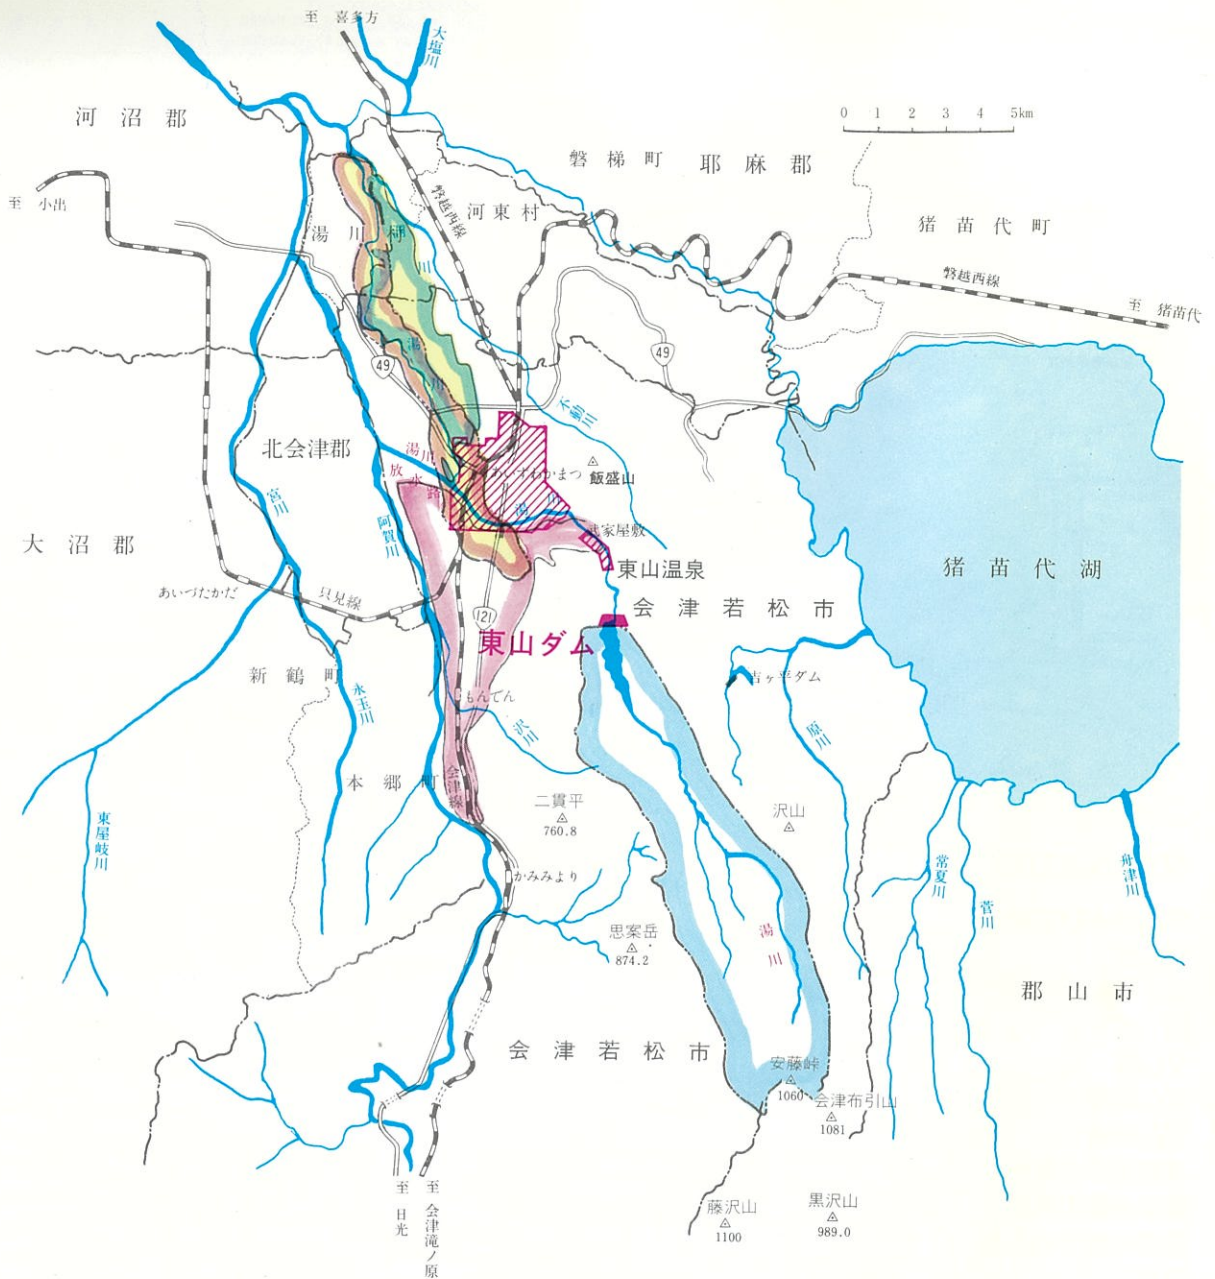 至 喜多方
大塩川
河沼郡
0 1 2 3 4 5km
磐梯町 耶麻郡
至 小出
磐越西線
河東村
猪苗代町
湯川村
川
磐越西線
至 猪苗代
49
49
湯川
不動川
北会津郡
湯川
放水路
あいずわかまつ
飯盛山
湯川
宮川
阿賀川
武家屋敷
大沼郡
東山温泉
猪苗代湖
あいづたかだ
只見線
会津若松市
121
東山ダム
新鶴町
氷玉川
吉ヶ平ダム
もんでん
沢川
原川
本郷町
会津線
二貫平
760.8
沢山
東屋岐川
常夏川
舟津川
かみみより
菅川
思案岳
874.2
湯川
郡山市
会津若松市
安藤峠
1060
会津布引山
1081
至 日光
至 会津滝ノ原
藤沢山
1100
黒沢山
989.0